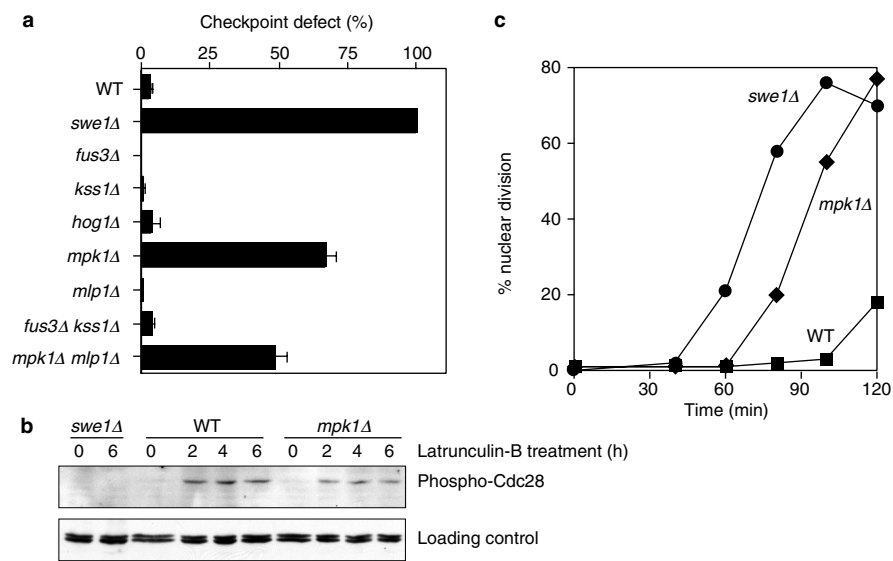 a
Checkpoint defect (%)
0 25 50 75 100
WT
swe1Δ
fus3Δ
kss1Δ
hog1Δ
mpk1Δ
mlp1Δ
fus3Δ kss1Δ
mpk1Δ mlp1Δ
b
swe1Δ WT mpk1Δ
0 6 0 2 4 6 0 2 4 6 Latrunculin-B treatment (h)
Phospho-Cdc28
Loading control
c
80
60
40
20
0
% nuclear division
swe1Δ
mpk1Δ
WT
0 30 60 90 120
Time (min)